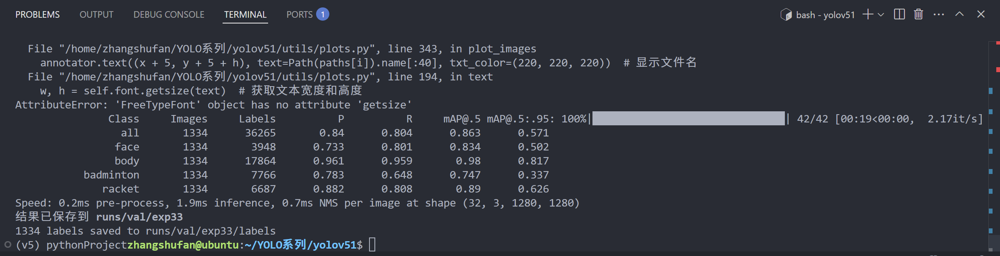 PROBLEMS OUTPUT DEBUG CONSOLE TERMINAL PORTS 1 bash - yolov51
File "/home/zhangshufan/YOLO系列/yolov51/utils/plots.py", line 343, in plot_images
annotator.text((x + 5, y + 5 + h), text=Path(paths[i]).name[:40], txt_color=(220, 220, 220))  # 显示文件名
File "/home/zhangshufan/YOLO系列/yolov51/utils/plots.py", line 194, in text
w, h = self.font.getsize(text)  # 获取文本宽度和高度
AttributeError: 'FreeTypeFont' object has no attribute 'getsize'
Class Images Labels P R mAP@.5 mAP@.5:.95: 100%| | 42/42 [00:19<00:00, 2.17it/s]
all 1334 36265 0.84 0.804 0.863 0.571
face 1334 3948 0.733 0.801 0.834 0.502
body 1334 17864 0.961 0.959 0.98 0.817
badminton 1334 7766 0.783 0.648 0.747 0.337
racket 1334 6687 0.882 0.808 0.89 0.626
Speed: 0.2ms pre-process, 1.9ms inference, 0.7ms NMS per image at shape (32, 3, 1280, 1280)
结果已保存到 runs/val/exp33
1334 labels saved to runs/val/exp33/labels
(v5) pythonProjectzhangshufan@ubuntu:~/YOLO系列/yolov51$